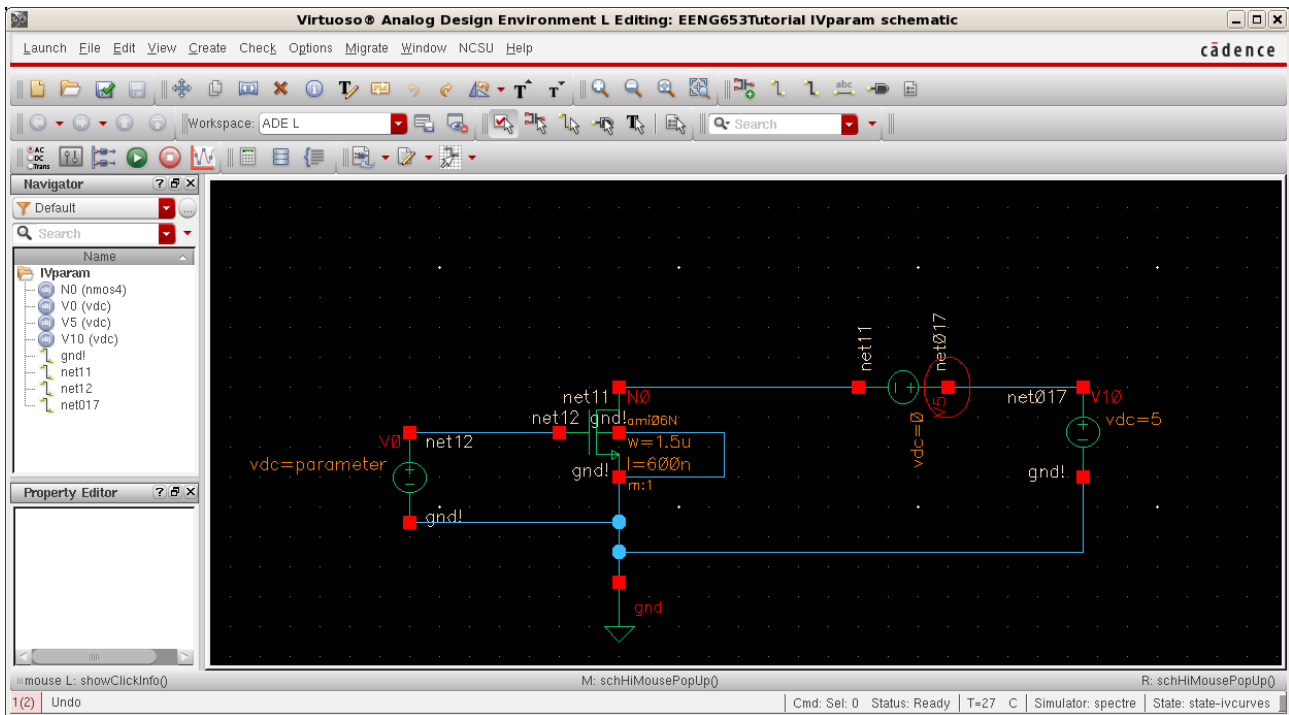 Virtuoso® Analog Design Environment L Editing: EENG653Tutorial IVparam schematic
Launch File Edit View Create Check Options Migrate Window NCSU Help
cādence
abc
Workspace: ADE L
Search
AC
DC
Trans
Navigator
Default
Search
Name
IVparam
N0 (nmos4)
V0 (vdc)
V5 (vdc)
V10 (vdc)
gnd!
net11
net12
net017
Property Editor
net11
net017
net11 N0
net12 gnd! ami06N
w=1.5u
gnd! l=600n
m:1
V0 net12
vdc=parameter
gnd!
vdc=0
V5
net017 V10
vdc=5
gnd!
gnd
mouse L: showClickInfo() M: schHiMousePopUp() R: schHiMousePopUp()
1(2) Undo Cmd: Sel: 0 Status: Ready T=27 C Simulator: spectre State: state-ivcurves